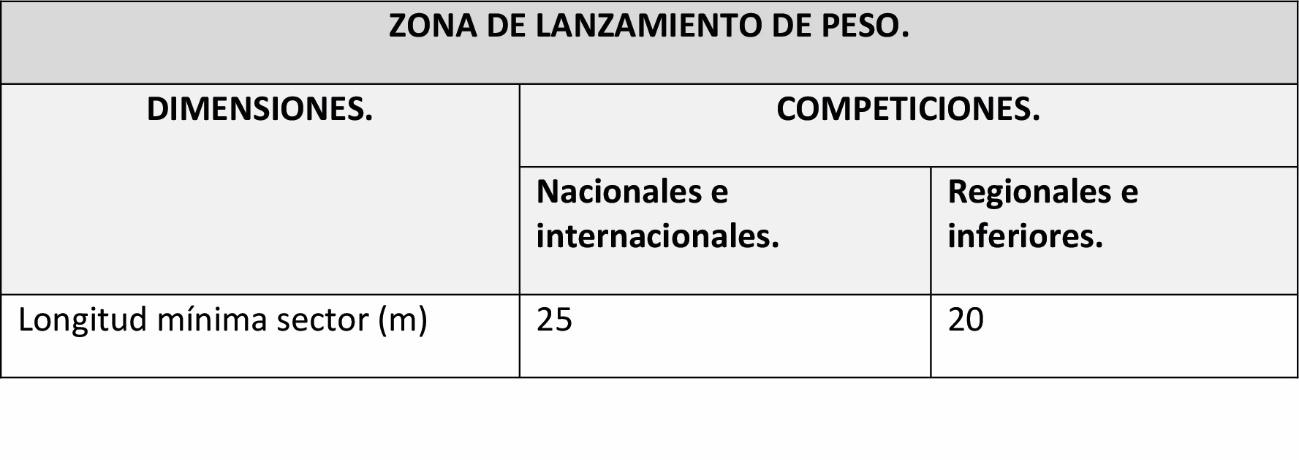 ZONA DE LANZAMIENTO DE PESO.
DIMENSIONES.
COMPETICIONES.
Nacionales e
internacionales.
Regionales e
inferiores.
Longitud mínima sector (m)
25
20